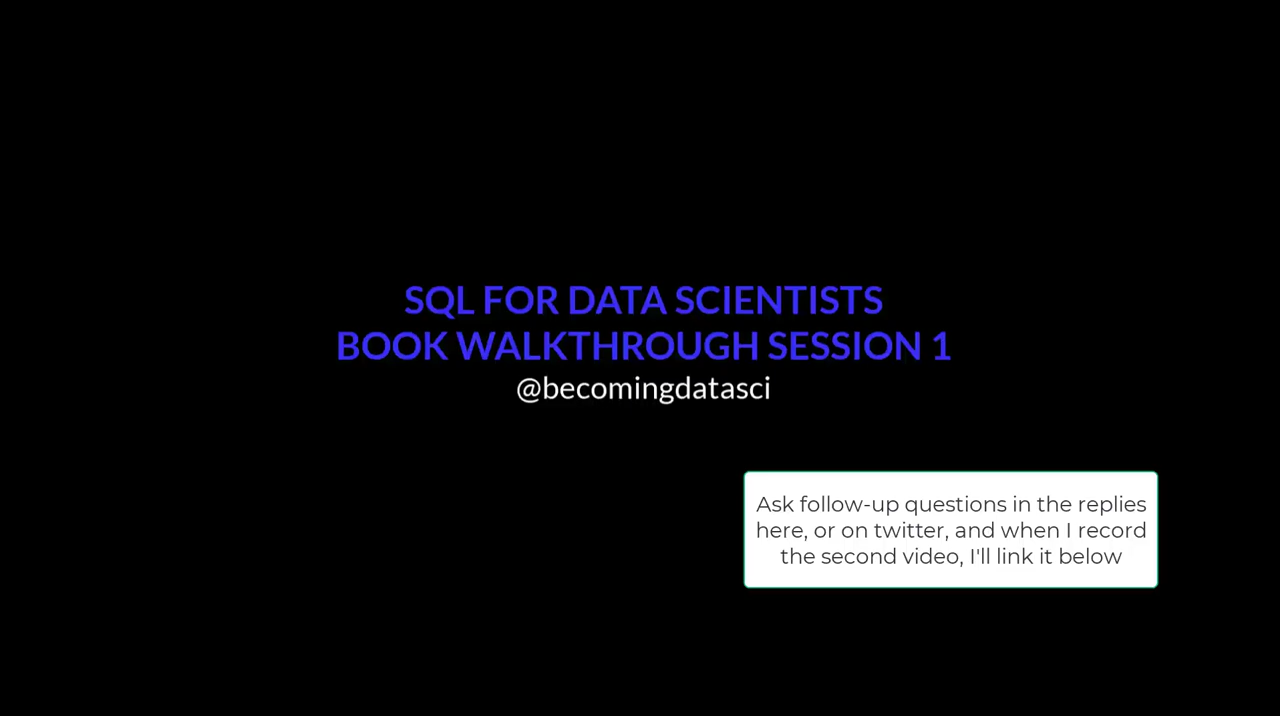 SQL FOR DATA SCIENTISTS
BOOK WALKTHROUGH SESSION 1
@becomingdatasci
Ask follow-up questions in the replies
here, or on twitter, and when I record
the second video, I'll link it below